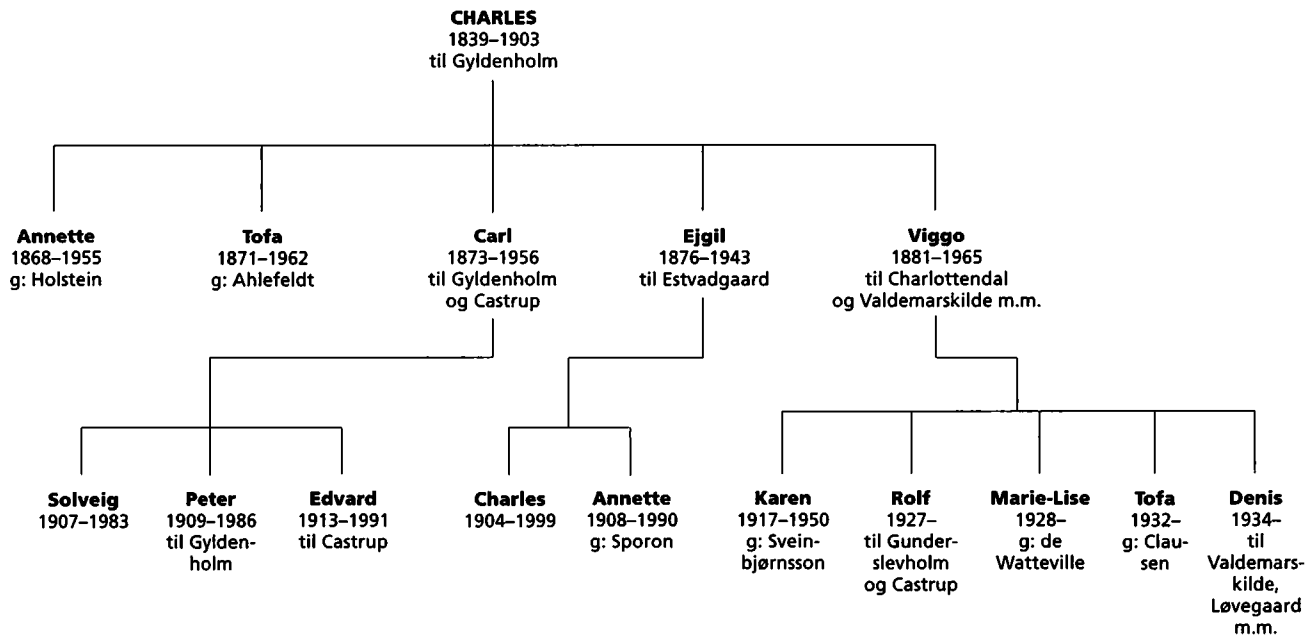 CHARLES
1839–1903
til Gyldenholm
Annette
1868–1955
g: Holstein
Tofa
1871–1962
g: Ahlefeldt
Carl
1873–1956
til Gyldenholm
og Castrup
Ejgil
1876–1943
til Estvadgaard
Viggo
1881–1965
til Charlottendal
og Valdemarskilde m.m.
Solveig
1907–1983
Peter
1909–1986
til Gylden-
holm
Edvard
1913–1991
til Castrup
Charles
1904–1999
Annette
1908–1990
g: Sporon
Karen
1917–1950
g: Svein-
bjørnsson
Rolf
1927–
til Gunder-
slevholm
og Castrup
Marie-Lise
1928–
g: de
Watteville
Tofa
1932–
g: Clau-
sen
Denis
1934–
til
Valdemars-
kilde,
Løvegaard
m.m.